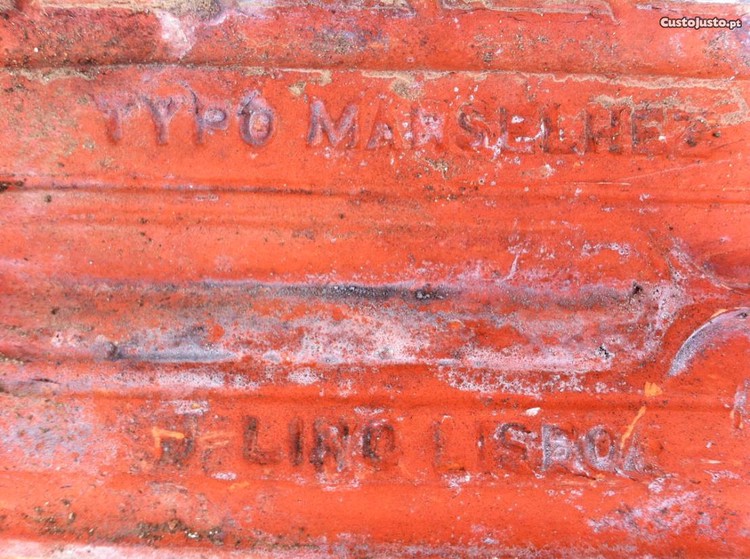 CustoJusto.pt
TYPO MARSELHEZ
J. LINO LISBOA